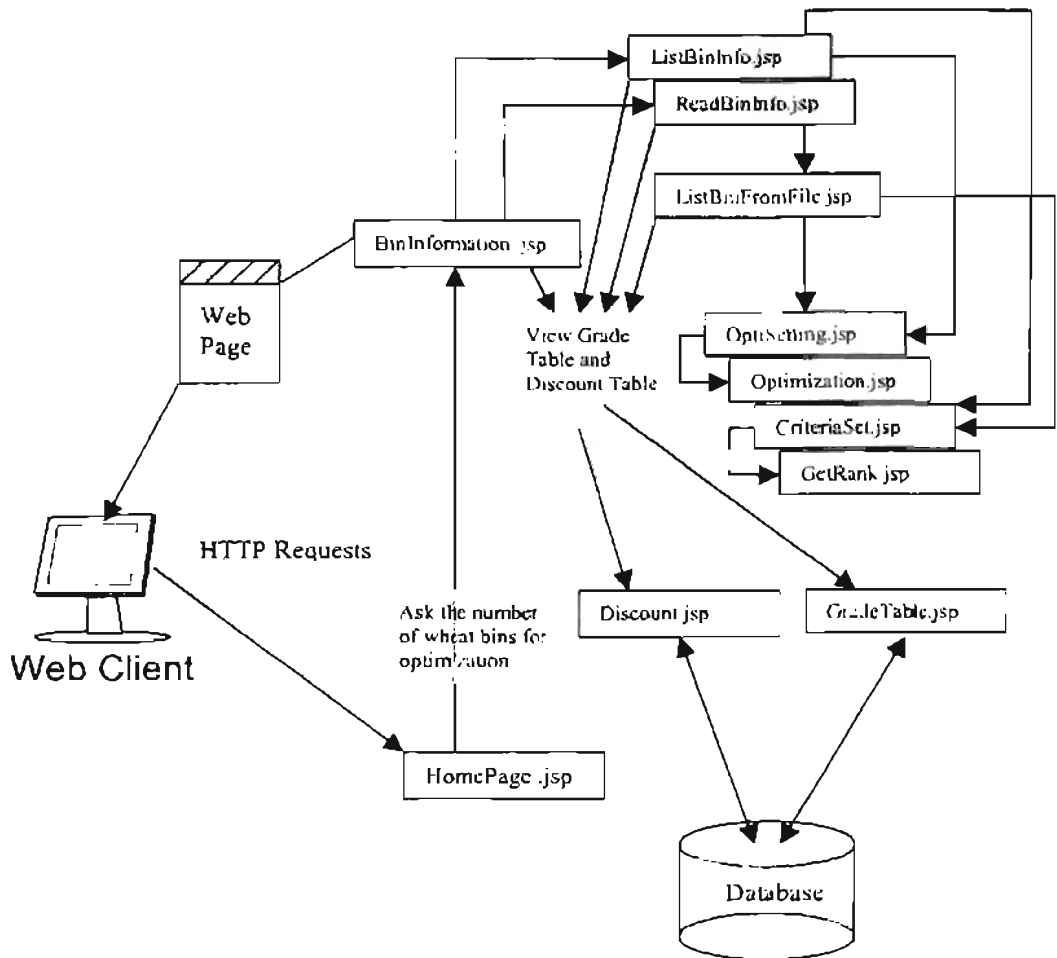 ListBinInfo.jsp
ReadBinInfo.jsp
ListBinFromFile.jsp
BinInformation .jsp
Web
Page
View Grade
Table and
Discount Table
OptiSetting.jsp
Optimization.jsp
CriteriaSet.jsp
GetRank.jsp
HTTP Requests
Web Client
Ask the number
of wheat bins for
optimization
Discount.jsp
GradeTable.jsp
HomePage .jsp
Database